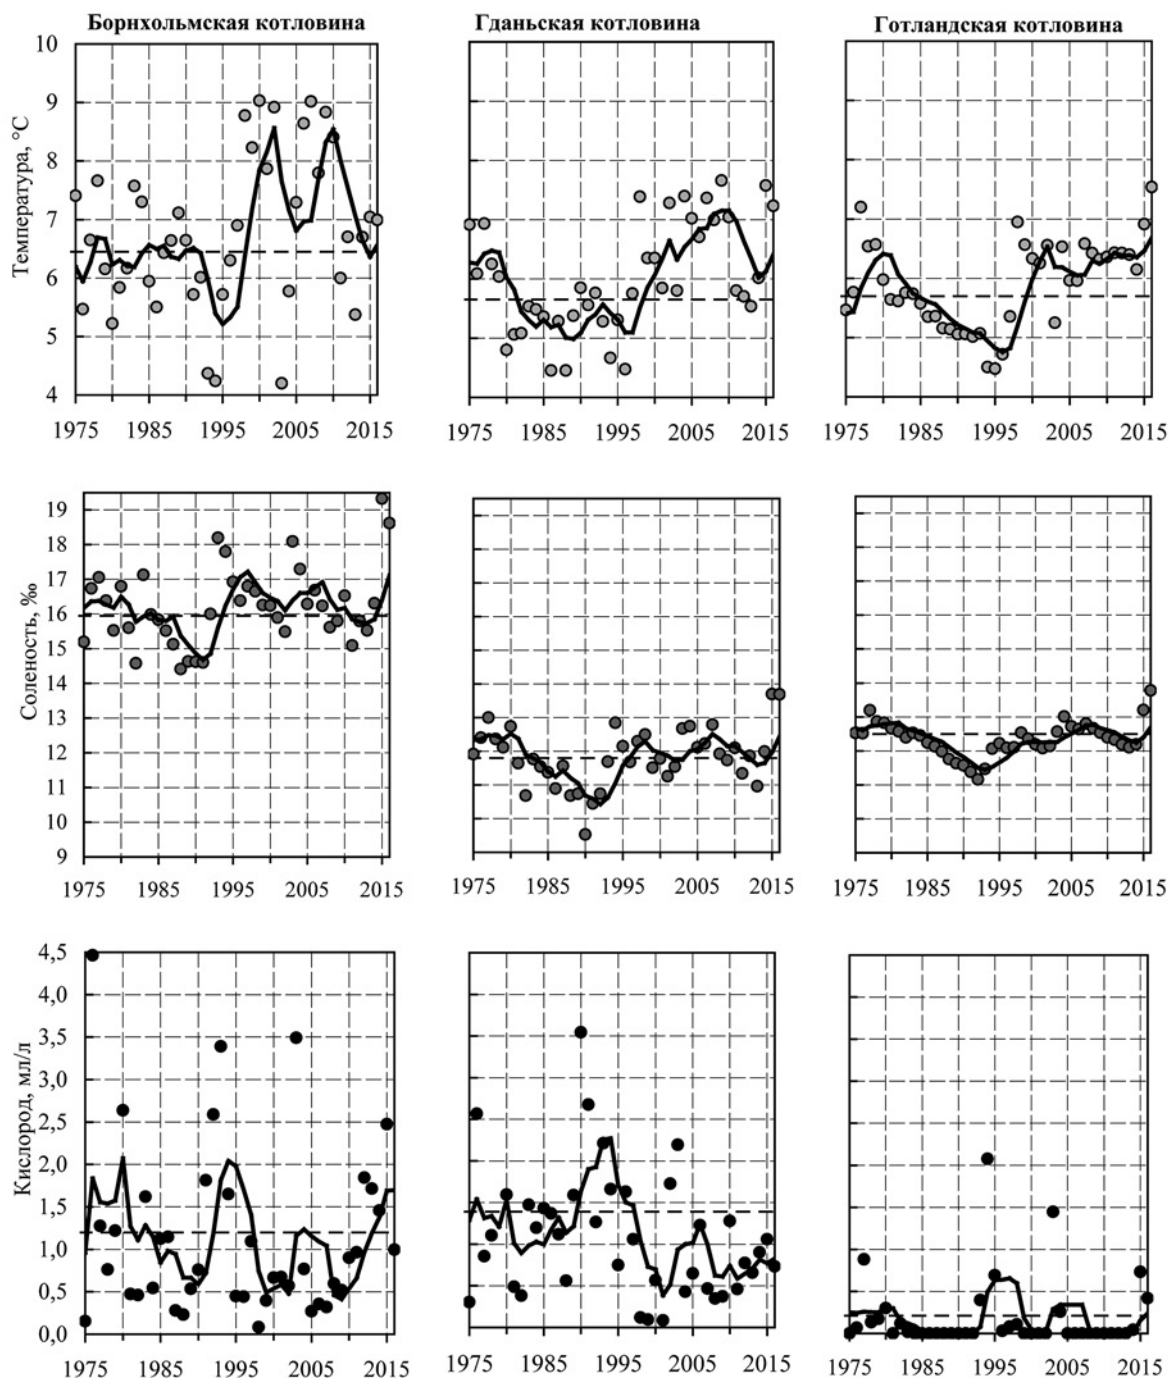 Борнхольмская котловина
Гданьская котловина
Готландская котловина
Температура, °С
10
9
8
7
6
5
4
1975 1985 1995 2005 2015
1975 1985 1995 2005 2015
1975 1985 1995 2005 2015
Соленость, ‰
19
18
17
16
15
14
13
12
11
10
9
1975 1985 1995 2005 2015
1975 1985 1995 2005 2015
1975 1985 1995 2005 2015
Кислород, мл/л
4,5
4,0
3,5
3,0
2,5
2,0
1,5
1,0
0,5
0,0
1975 1985 1995 2005 2015
1975 1985 1995 2005 2015
1975 1985 1995 2005 2015